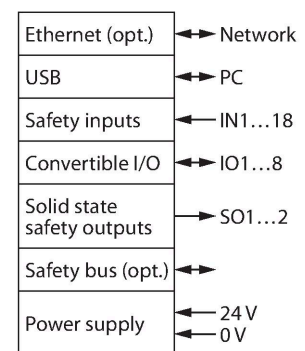 Ethernet (opt.) Network
USB PC
Safety inputs IN1...18
Convertible I/O IO1...8
Solid state
safety outputs SO1...2
Safety bus (opt.)
Power supply 24 V
0 V